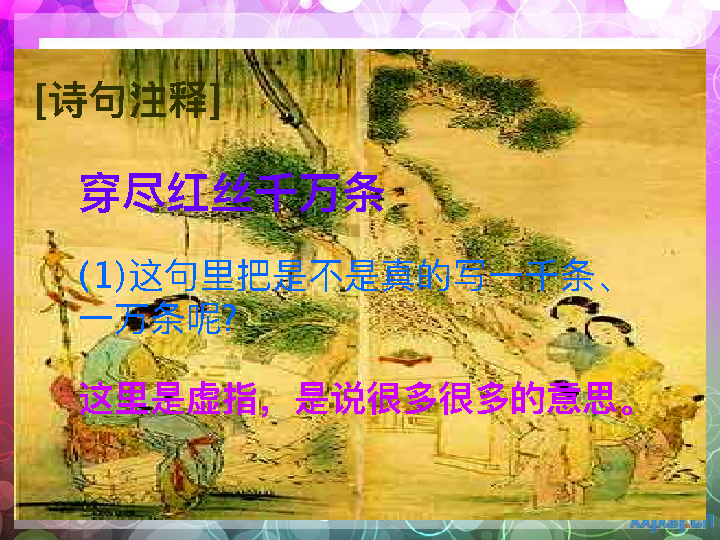 [诗句注释]
穿尽红丝千万条
(1)这句里把是不是真的写一千条、
一万条呢?
这里是虚指，是说很多很多的意思。